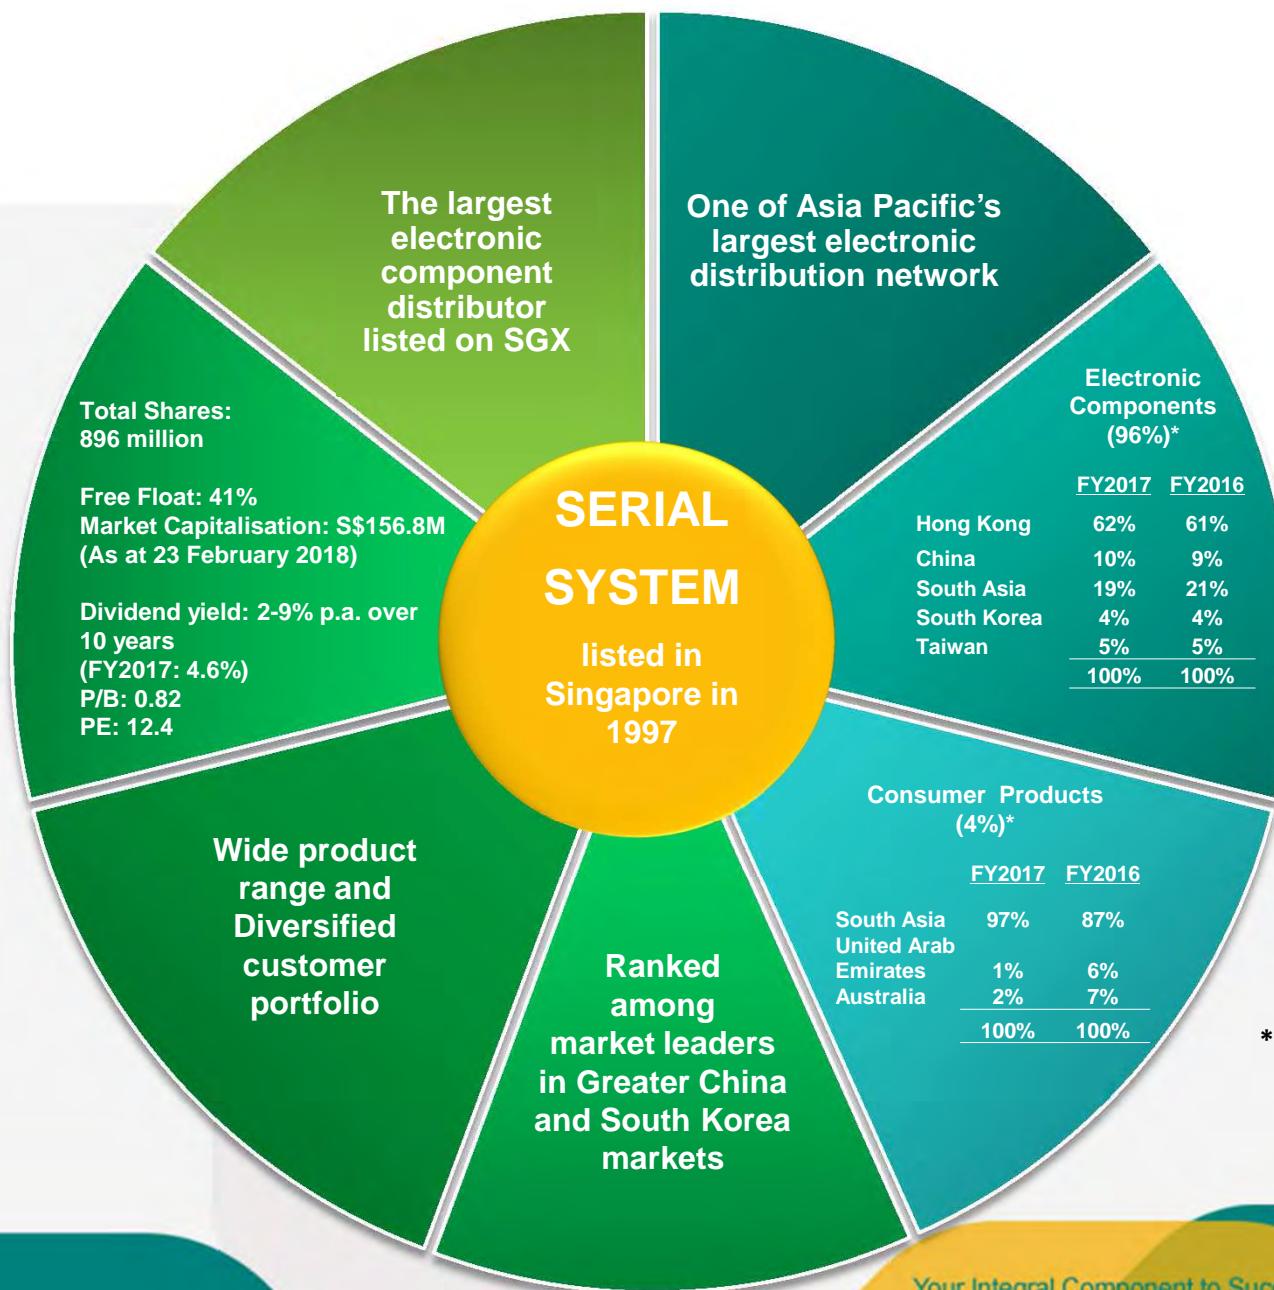 The largest
electronic
component
distributor
listed on SGX
One of Asia Pacific’s
largest electronic
distribution network
Electronic
Components
(96%)*
FY2017 FY2016
Hong Kong 62% 61%
China 10% 9%
South Asia 19% 21%
South Korea 4% 4%
Taiwan 5% 5%
100% 100%
Consumer Products
(4%)*
FY2017 FY2016
South Asia 97% 87%
United Arab
Emirates 1% 6%
Australia 2% 7%
100% 100%
*
Ranked
among
market leaders
in Greater China
and South Korea
markets
Wide product
range and
Diversified
customer
portfolio
Total Shares:
896 million
Free Float: 41%
Market Capitalisation: S$156.8M
(As at 23 February 2018)
Dividend yield: 2-9% p.a. over
10 years
(FY2017: 4.6%)
P/B: 0.82
PE: 12.4
SERIAL
SYSTEM
listed in
Singapore in
1997
Your Integral Component to